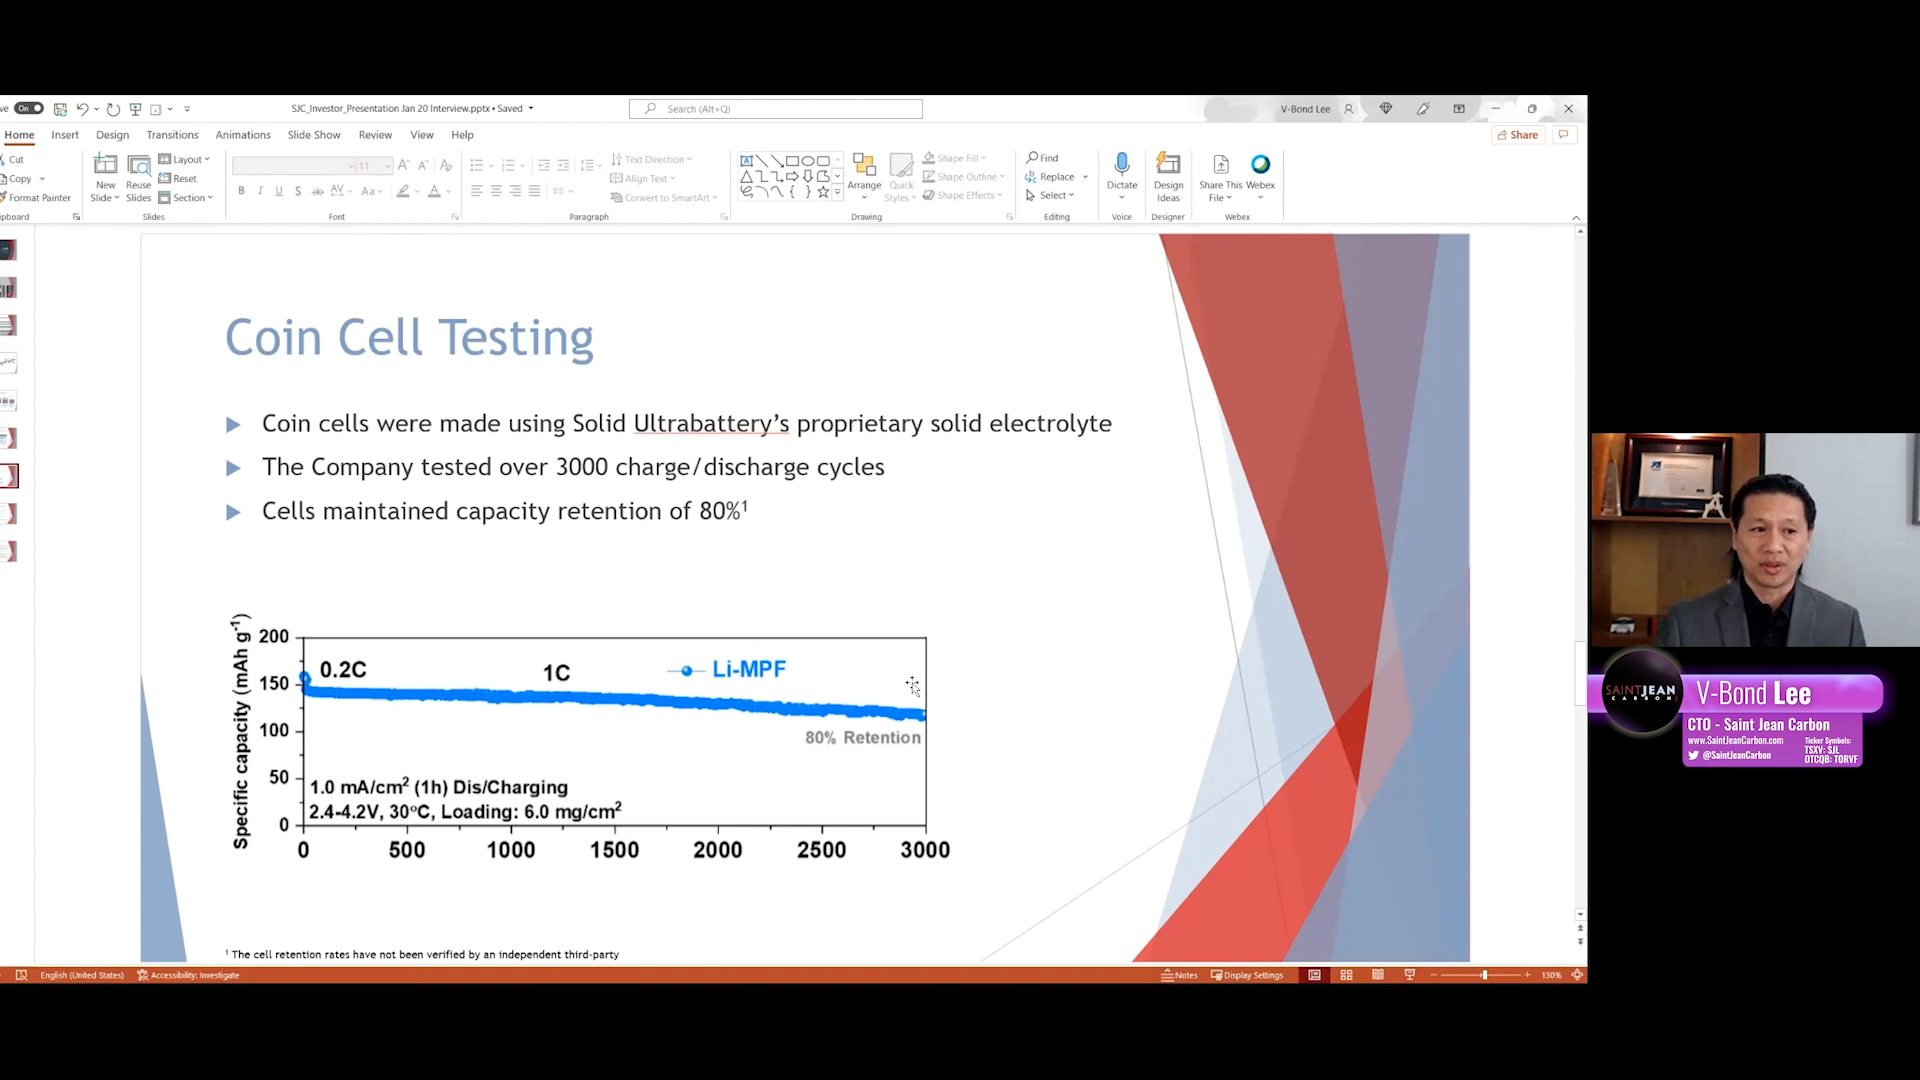 ve On
SJC_Investor_Presentation Jan 20 Interview.pptx • Saved
Search (Alt+Q)
V-Bond Lee
Home Insert Design Transitions Animations Slide Show Review View Help
Share
Cut
Copy
Format Painter
New Slide
Reuse Slides
Layout
Reset
Section
11
Text Direction
Align Text
Convert to SmartArt
Arrange
Quick Styles
Shape Fill
Shape Outline
Shape Effects
Find
Replace
Select
Dictate
Design Ideas
Share This File
Webex
Slides
Font
Paragraph
Drawing
Editing
Voice
Designer
Webex
Coin Cell Testing
Coin cells were made using Solid Ultrabattery's proprietary solid electrolyte
The Company tested over 3000 charge/discharge cycles
Cells maintained capacity retention of 80%¹
Specific capacity (mAh g⁻¹)
200
150
100
50
0
0.2C
1C
Li-MPF
80% Retention
1.0 mA/cm² (1h) Dis/Charging
2.4-4.2V, 30°C, Loading: 6.0 mg/cm²
0 500 1000 1500 2000 2500 3000
¹ The cell retention rates have not been verified by an independent third-party
English (United States)
Accessibility: Investigate
Notes
Display Settings
130%
SAINT JEAN
CARBON
V-Bond Lee
CTO - Saint Jean Carbon
www.SaintJeanCarbon.com
@SaintJeanCarbon
Ticker Symbols:
TSXV: SJL
OTCQB: TORVF